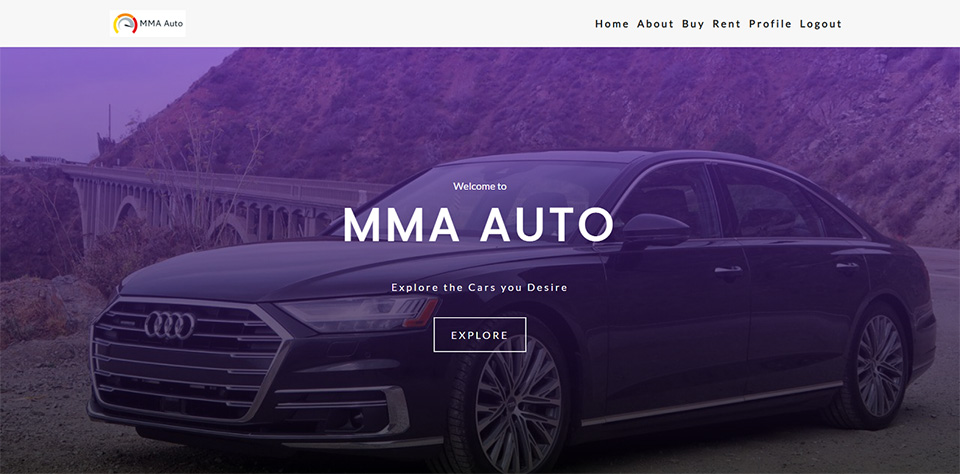 MMA Auto
Home About Buy Rent Profile Logout
Welcome to
MMA AUTO
Explore the Cars you Desire
EXPLORE